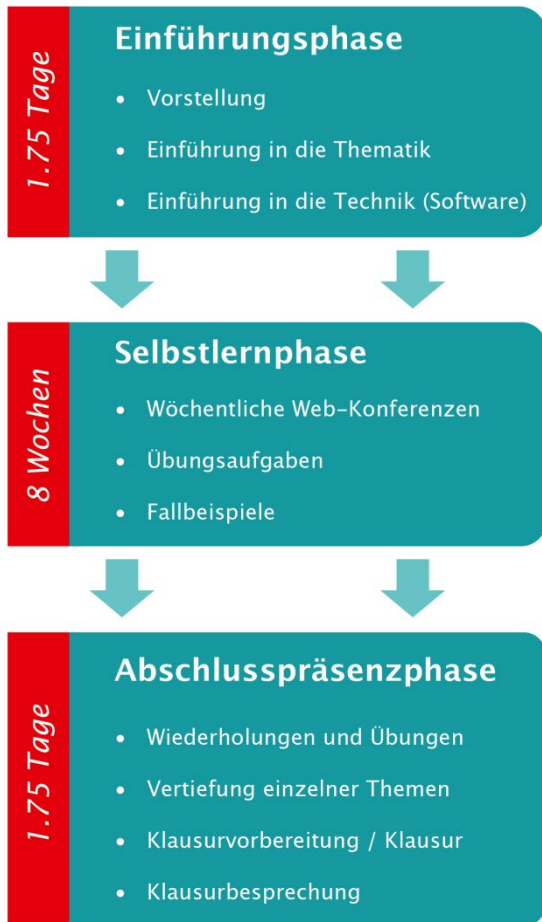 1.75 Tage
Einführungsphase
• Vorstellung
• Einführung in die Thematik
• Einführung in die Technik (Software)
8 Wochen
Selbstlernphase
• Wöchentliche Web-Konferenzen
• Übungsaufgaben
• Fallbeispiele
1.75 Tage
Abschlusspräsenzphase
• Wiederholungen und Übungen
• Vertiefung einzelner Themen
• Klausurvorbereitung / Klausur
• Klausurbesprechung